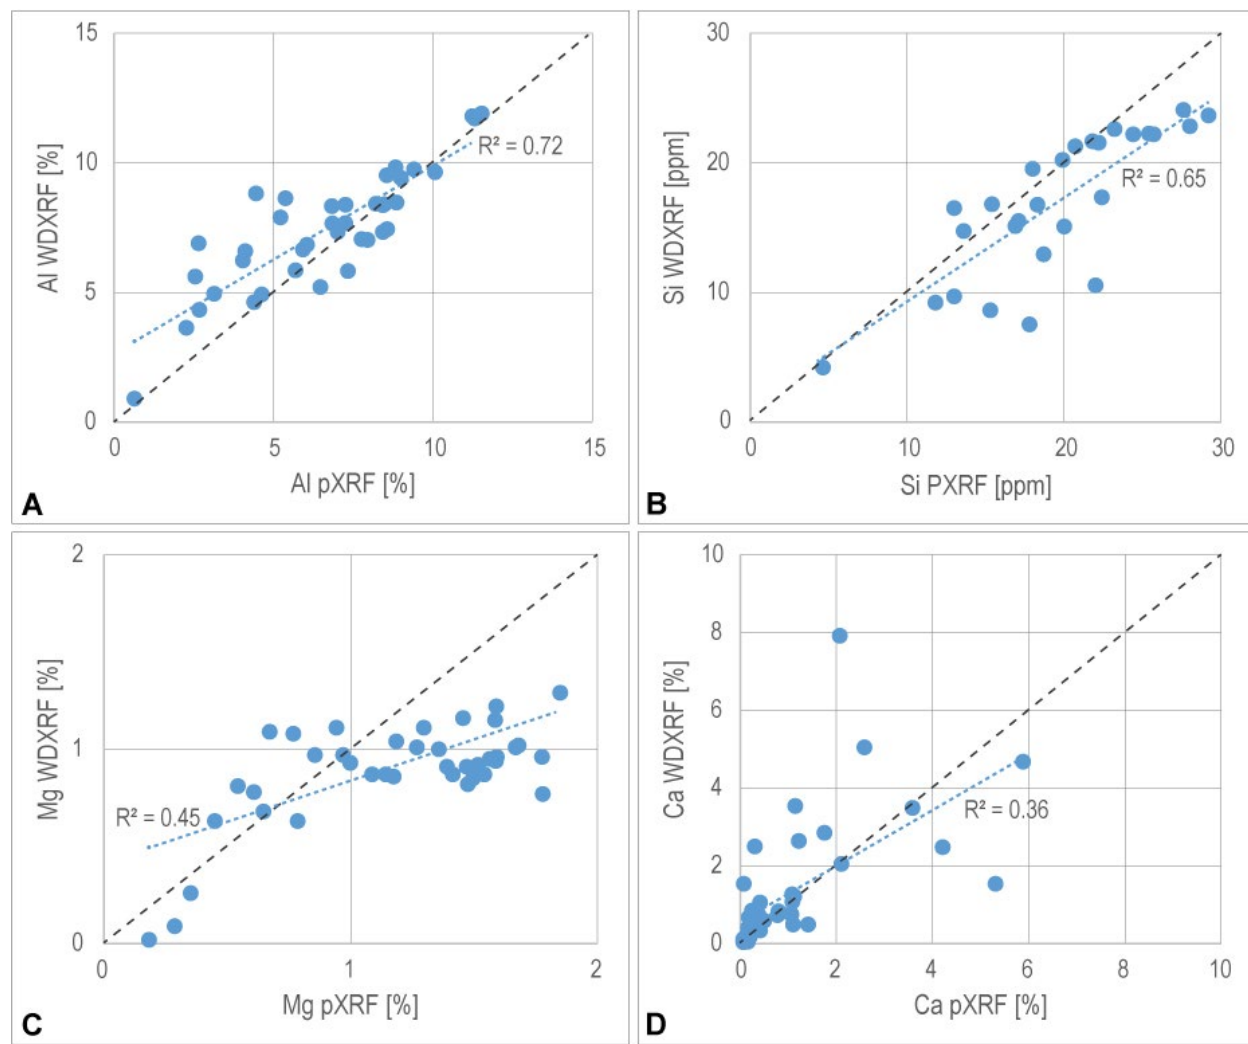 15
10
5
0
0
5
10
15
Al WDXRF [%]
Al pXRF [%]
R² = 0.72
A
30
20
10
0
0
10
20
30
Si WDXRF [ppm]
Si PXRF [ppm]
R² = 0.65
B
2
1
0
0
1
2
Mg WDXRF [%]
Mg pXRF [%]
R² = 0.45
C
10
8
6
4
2
0
0
2
4
6
8
10
Ca WDXRF [%]
Ca pXRF [%]
R² = 0.36
D